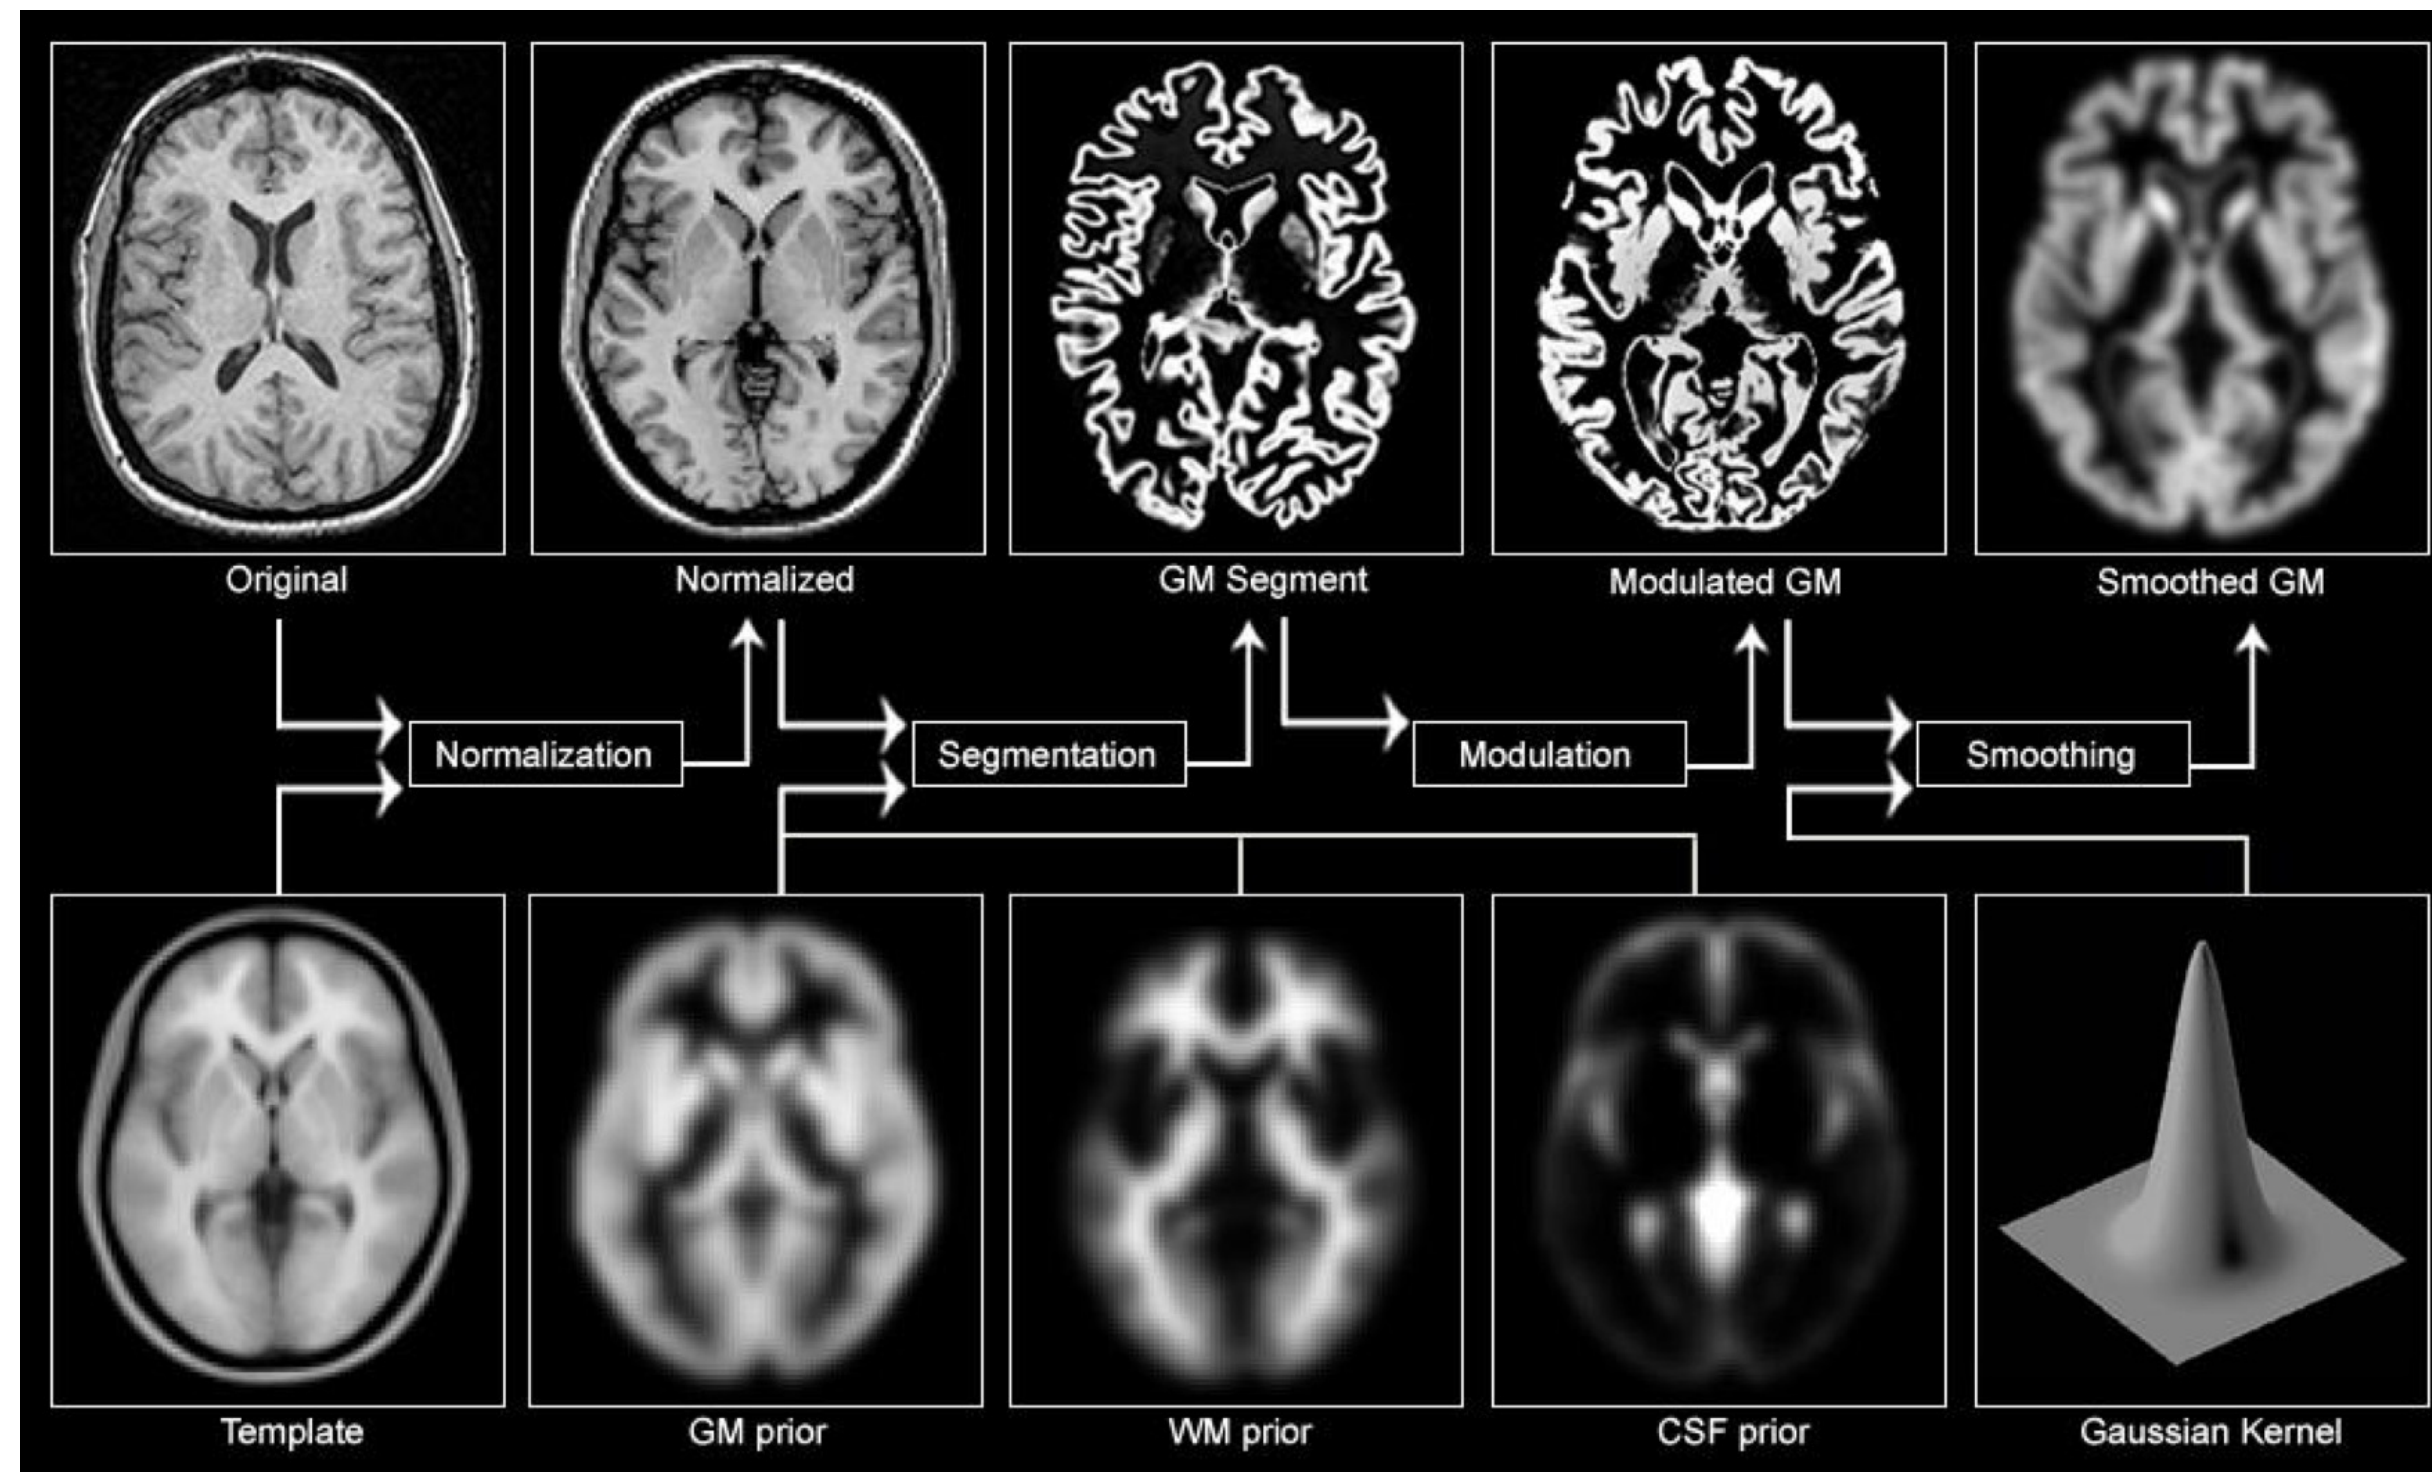 Original
Normalized
GM Segment
Modulated GM
Smoothed GM
Normalization
Segmentation
Modulation
Smoothing
Template
GM prior
WM prior
CSF prior
Gaussian Kernel